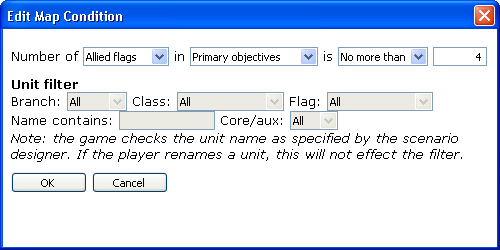 Edit Map Condition
Number of Allied flags in Primary objectives is No more than 4
Unit filter
Branch: All Class: All Flag: All
Name contains: Core/aux: All
Note: the game checks the unit name as specified by the scenario
designer. If the player renames a unit, this will not effect the filter.
OK Cancel